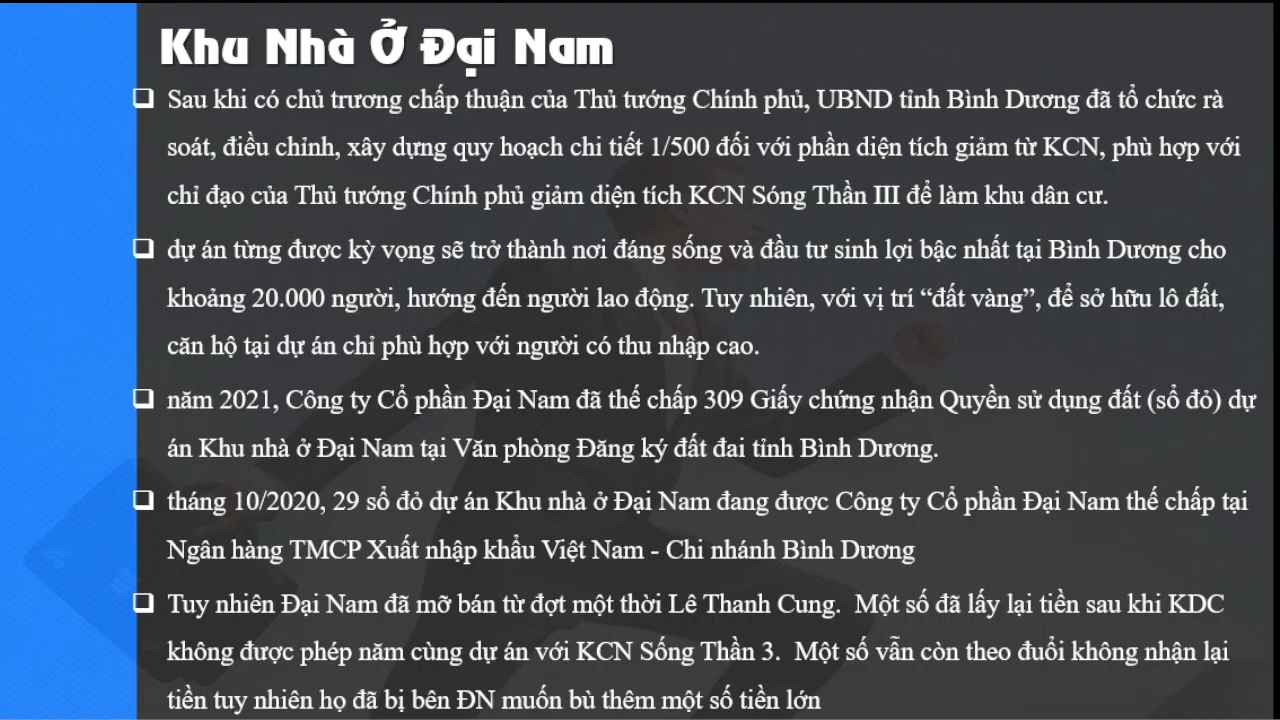 Khu Nhà Ở Đại Nam
❑ Sau khi có chủ trương chấp thuận của Thủ tướng Chính phủ, UBND tỉnh Bình Dương đã tổ chức rà
soát, điều chỉnh, xây dựng quy hoạch chi tiết 1/500 đối với phần diện tích giảm từ KCN, phù hợp với
chỉ đạo của Thủ tướng Chính phủ giảm diện tích KCN Sóng Thần III để làm khu dân cư.
❑ dự án từng được kỳ vọng sẽ trở thành nơi đáng sống và đầu tư sinh lợi bậc nhất tại Bình Dương cho
khoảng 20.000 người, hướng đến người lao động. Tuy nhiên, với vị trí “đất vàng”, để sở hữu lô đất,
căn hộ tại dự án chỉ phù hợp với người có thu nhập cao.
❑ năm 2021, Công ty Cổ phần Đại Nam đã thế chấp 309 Giấy chứng nhận Quyền sử dụng đất (sổ đỏ) dự
án Khu nhà ở Đại Nam tại Văn phòng Đăng ký đất đai tỉnh Bình Dương.
❑ tháng 10/2020, 29 sổ đỏ dự án Khu nhà ở Đại Nam đang được Công ty Cổ phần Đại Nam thế chấp tại
Ngân hàng TMCP Xuất nhập khẩu Việt Nam - Chi nhánh Bình Dương
❑ Tuy nhiên Đại Nam đã mỡ bán từ đợt một thời Lê Thanh Cung.  Một số đã lấy lại tiền sau khi KDC
không được phép năm cùng dự án với KCN Sống Thần 3.  Một số vẫn còn theo đuổi không nhận lại
tiền tuy nhiên họ đã bị bên ĐN muốn bù thêm một số tiền lớn